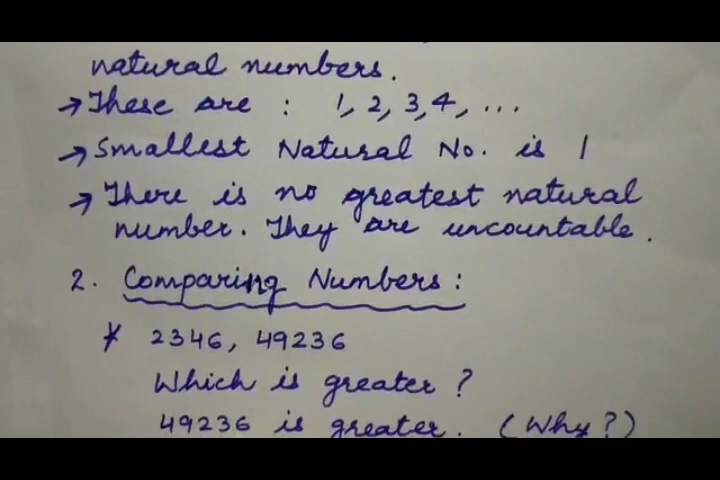 natural numbers.
→ These are : 1, 2, 3, 4, ...
→ Smallest Natural No. is 1
→ There is no greatest natural
number. They are uncountable.
2. Comparing Numbers:
* 2346, 49236
Which is greater ?
49236 is greater. (Why?)